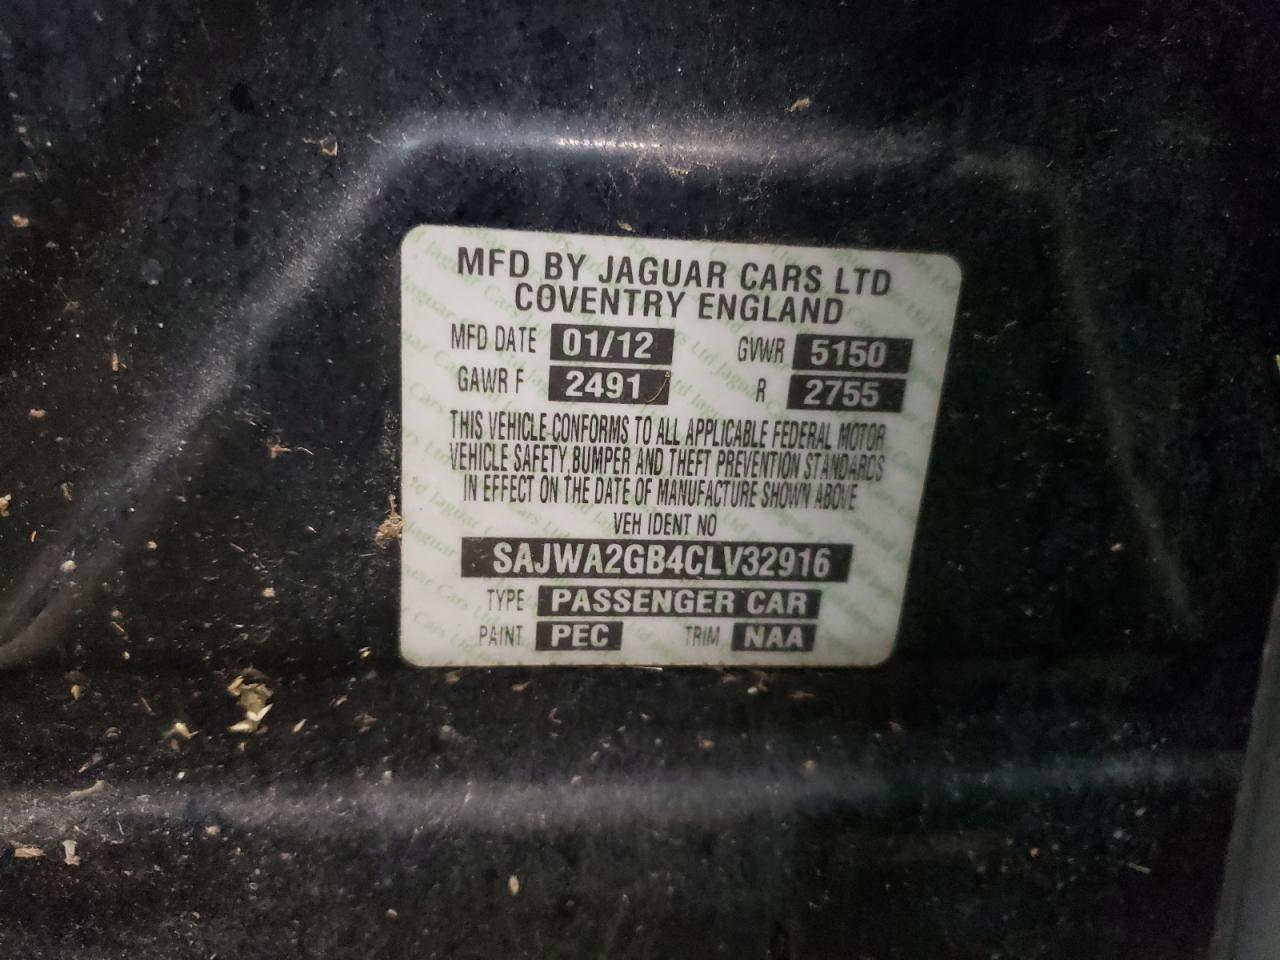 MFD BY JAGUAR CARS LTD
COVENTRY ENGLAND
MFD DATE 01/12 GVWR 5150
GAWR F 2491 R 2755
THIS VEHICLE CONFORMS TO ALL APPLICABLE FEDERAL MOTOR
VEHICLE SAFETY, BUMPER AND THEFT PREVENTION STANDARDS
IN EFFECT ON THE DATE OF MANUFACTURE SHOWN ABOVE
VEH IDENT NO
SAJWA2GB4CLV32916
TYPE PASSENGER CAR
PAINT PEC TRIM NAA